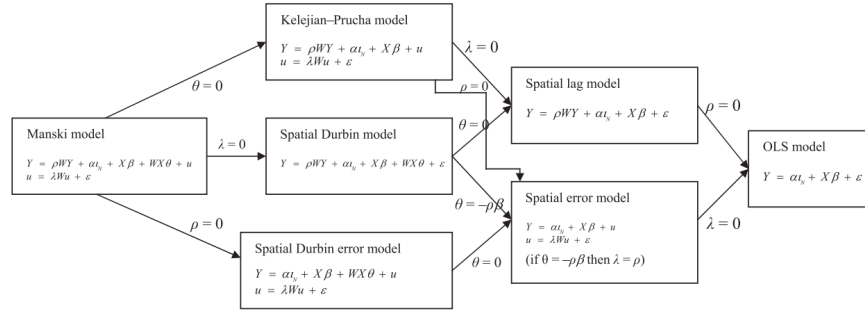 Kelejian–Prucha model
Y = ρWY + αι_N + Xβ + u
u = λWu + ε
θ = 0
λ = 0
ρ = 0
Manski model
Y = ρWY + αι_N + Xβ + WXθ + u
u = λWu + ε
λ = 0
Spatial Durbin model
Y = ρWY + αι_N + Xβ + WXθ + ε
θ = 0
θ = −ρβ
Spatial lag model
Y = ρWY + αι_N + Xβ + ε
ρ = 0
OLS model
Y = αι_N + Xβ + ε
Spatial error model
Y = αι_N + Xβ + u
u = λWu + ε
(if θ = −ρβ then λ = ρ)
λ = 0
ρ = 0
Spatial Durbin error model
Y = αι_N + Xβ + WXθ + u
u = λWu + ε
θ = 0